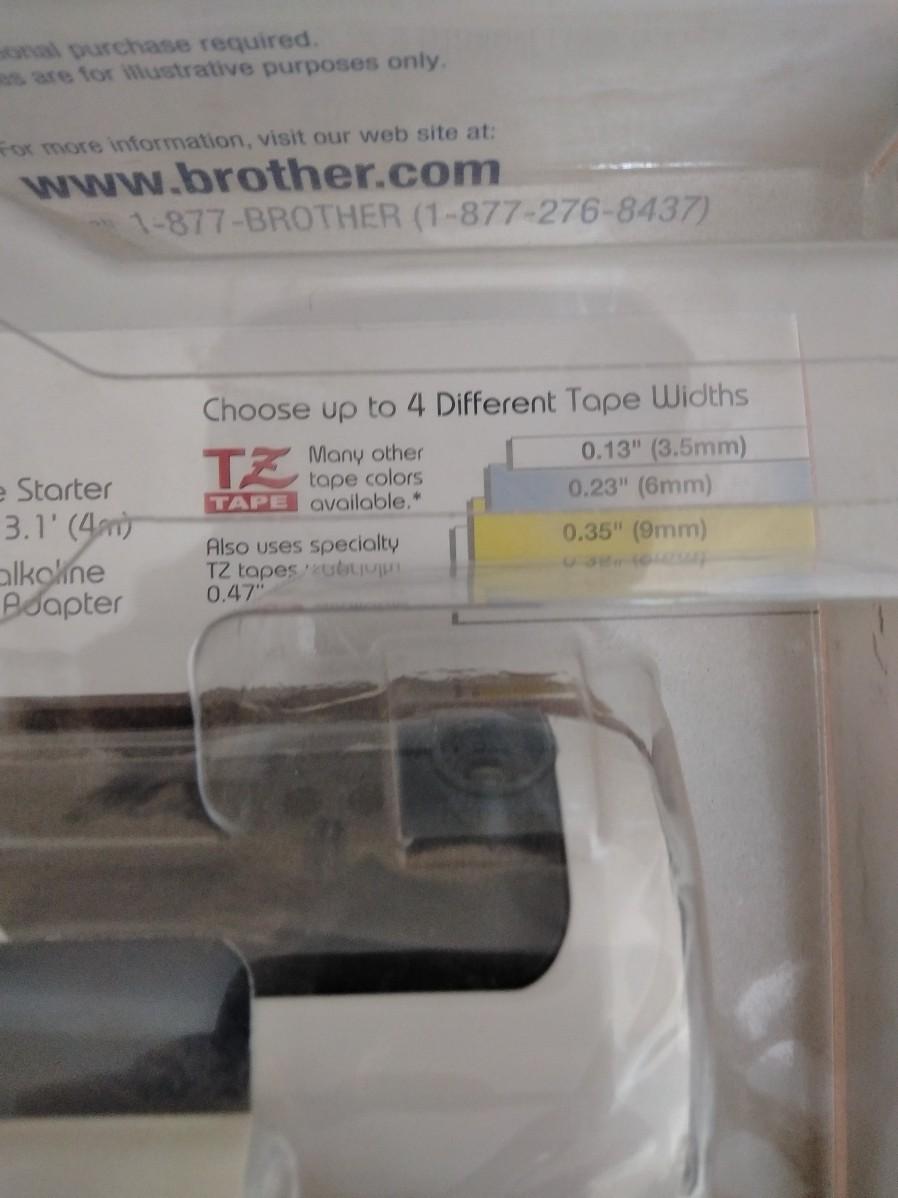 purchase required.
are for illustrative purposes only.
For more information, visit our web site at:
www.brother.com
1-877-BROTHER (1-877-276-8437)
Choose up to 4 Different Tape Widths
TZ
TAPE
Many other
tape colors
available.*
0.13" (3.5mm)
0.23" (6mm)
0.35" (9mm)
Starter
3.1' (4m)
Also uses specialty
TZ tapes
0.47"
alkaline
Adapter